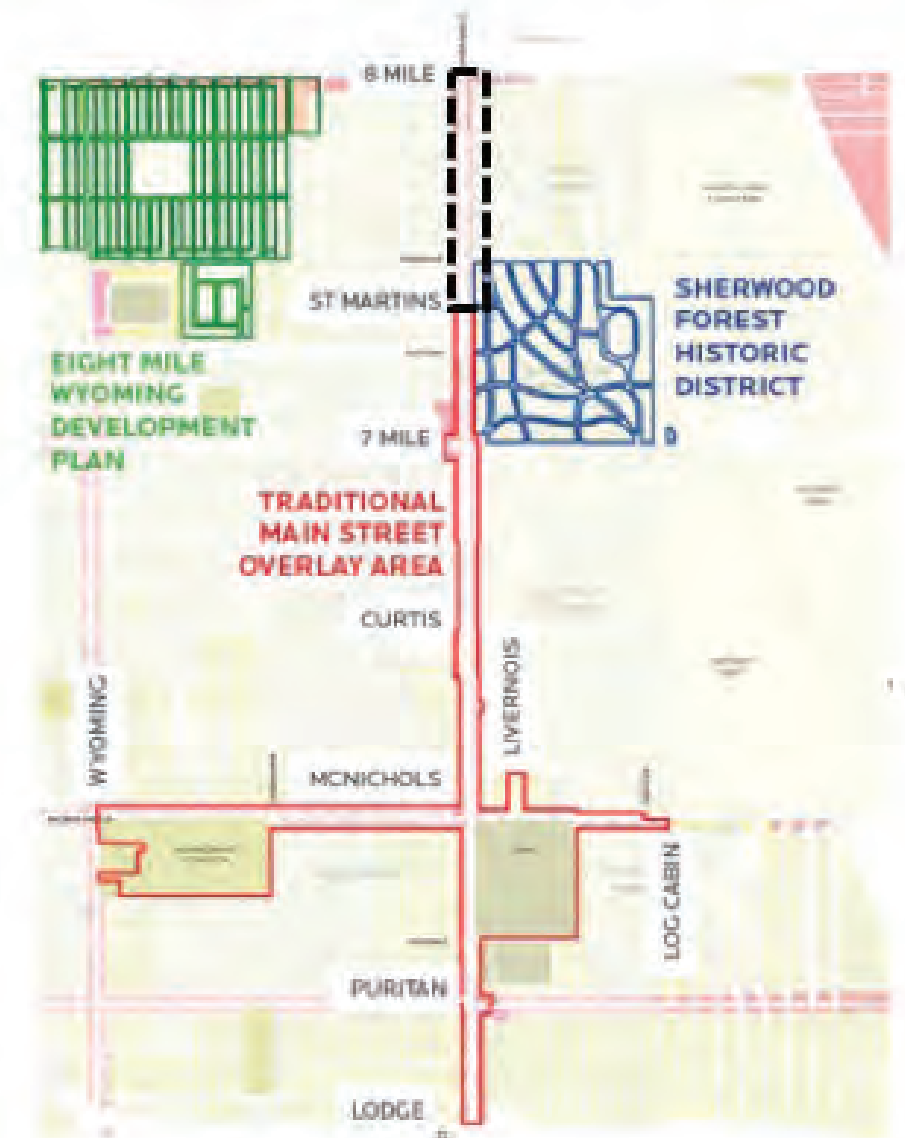 8 MILE
ST MARTINS
SHERWOOD
FOREST
HISTORIC
DISTRICT
EIGHT MILE
WYOMING
DEVELOPMENT
PLAN
7 MILE
TRADITIONAL
MAIN STREET
OVERLAY AREA
CURTIS
LIVERNOIS
WYOMING
MCNICHOLS
LOG CABIN
PURITAN
LODGE